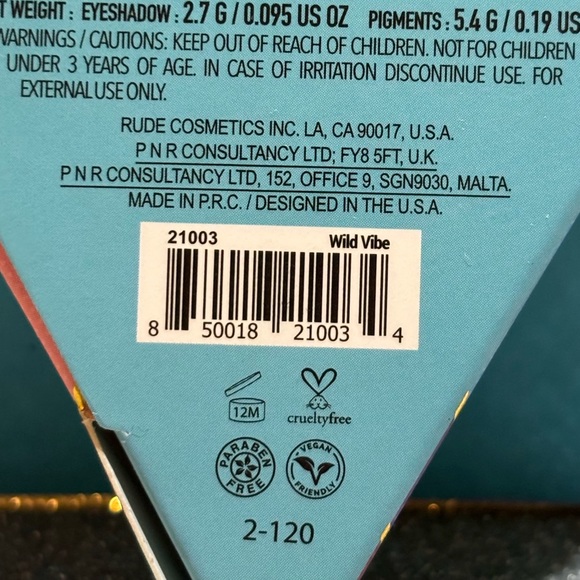 WEIGHT : EYESHADOW : 2.7 G / 0.095 US OZ PIGMENTS : 5.4 G / 0.19 US
WARNINGS / CAUTIONS: KEEP OUT OF REACH OF CHILDREN. NOT FOR CHILDREN
UNDER 3 YEARS OF AGE. IN CASE OF IRRITATION DISCONTINUE USE. FOR
EXTERNAL USE ONLY.
RUDE COSMETICS INC. LA, CA 90017, U.S.A.
P N R CONSULTANCY LTD; FY8 5FT, U.K.
P N R CONSULTANCY LTD, 152, OFFICE 9, SGN9030, MALTA.
MADE IN P.R.C. / DESIGNED IN THE U.S.A.
21003 Wild Vibe
8 50018 21003 4
12M
crueltyfree
PARABEN FREE
VEGAN FRIENDLY
2-120